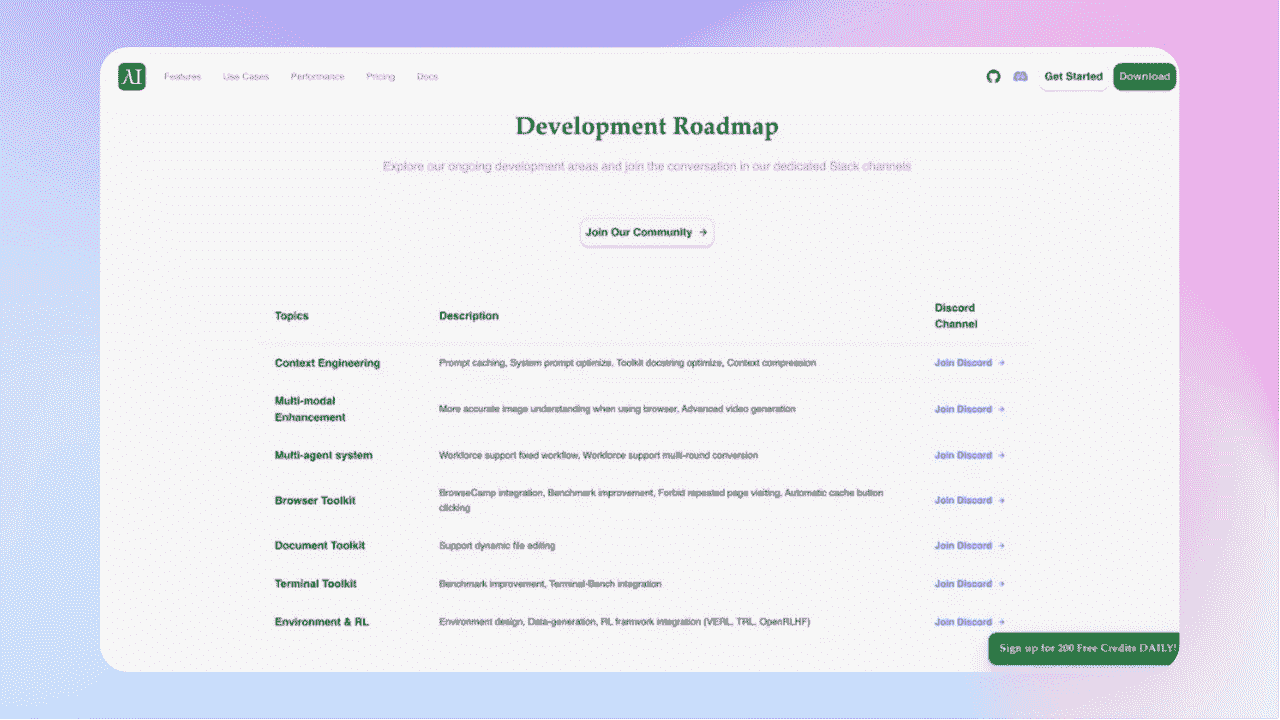 AI Features Use Cases Performance Pricing Docs Get Started Download
Development Roadmap
Explore our ongoing development areas and join the conversation in our dedicated Slack channels
Join Our Community →
Topics Description Discord
Channel
Context Engineering Prompt caching, System prompt optimize, Toolkit docstring optimize, Context compression Join Discord →
Multi-modal
Enhancement More accurate image understanding when using browser, Advanced video generation Join Discord →
Multi-agent system Workforce support fixed workflow, Workforce support multi-round conversion Join Discord →
Browser Toolkit BrowseCamp integration, Benchmark improvement, Forbid repeated page visiting, Automatic cache button
clicking Join Discord →
Document Toolkit Support dynamic file editing Join Discord →
Terminal Toolkit Benchmark improvement, Terminal-Bench integration Join Discord →
Environment & RL Environment design, Data-generation, RL framwork integration (VERL, TRL, OpenRLHF) Join Discord →
Sign up for 200 Free Credits DAILY!